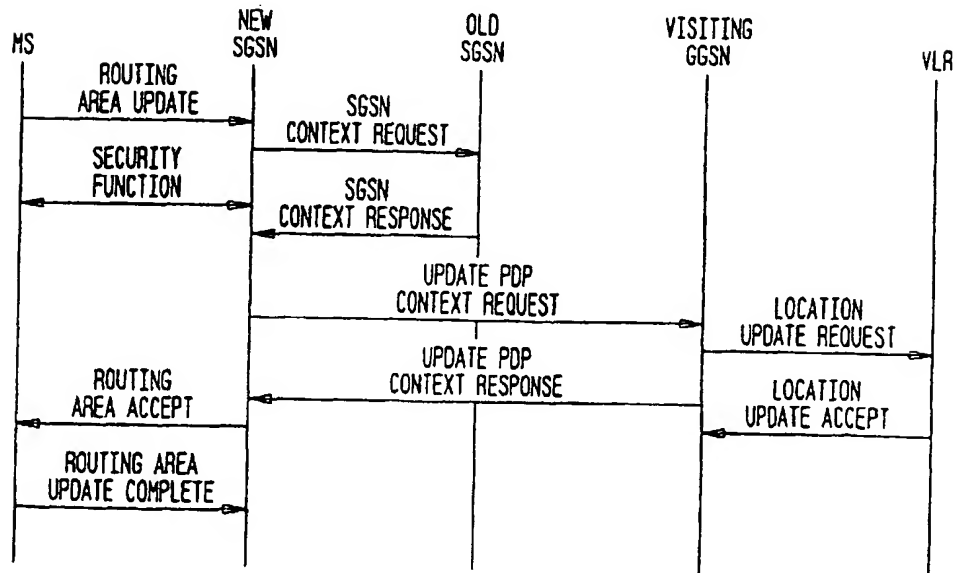 MS
NEW
SGSN
OLD
SGSN
VISITING
GGSN
VLR
ROUTING
AREA UPDATE
SGSN
CONTEXT REQUEST
SECURITY
FUNCTION
SGSN
CONTEXT RESPONSE
UPDATE PDP
CONTEXT REQUEST
LOCATION
UPDATE REQUEST
UPDATE PDP
CONTEXT RESPONSE
ROUTING
AREA ACCEPT
LOCATION
UPDATE ACCEPT
ROUTING AREA
UPDATE COMPLETE